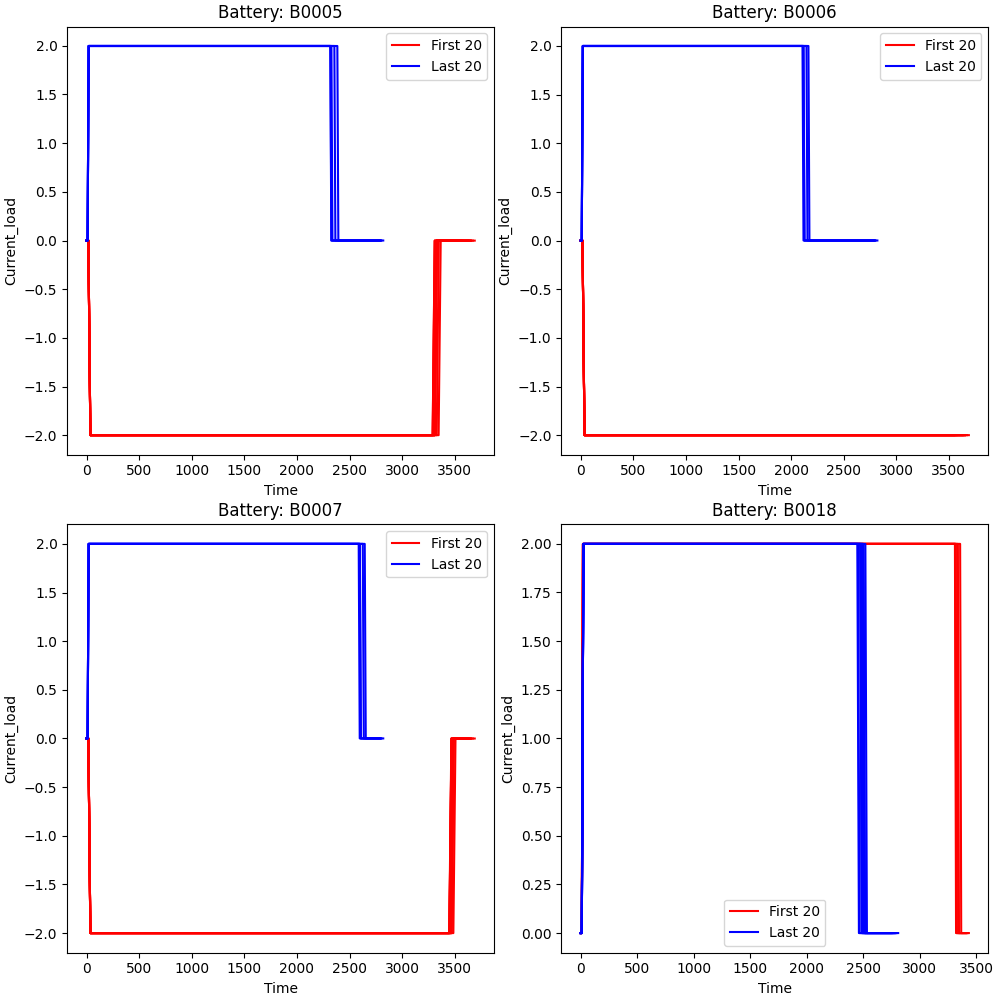 Battery: B0005
2.0
1.5
1.0
0.5
0.0
−0.5
−1.0
−1.5
−2.0
Current_load
0 500 1000 1500 2000 2500 3000 3500
Time
First 20
Last 20
Battery: B0006
2.0
1.5
1.0
0.5
0.0
−0.5
−1.0
−1.5
−2.0
Current_load
0 500 1000 1500 2000 2500 3000 3500
Time
First 20
Last 20
Battery: B0007
2.0
1.5
1.0
0.5
0.0
−0.5
−1.0
−1.5
−2.0
Current_load
0 500 1000 1500 2000 2500 3000 3500
Time
First 20
Last 20
Battery: B0018
2.00
1.75
1.50
1.25
1.00
0.75
0.50
0.25
0.00
Current_load
0 500 1000 1500 2000 2500 3000 3500
Time
First 20
Last 20